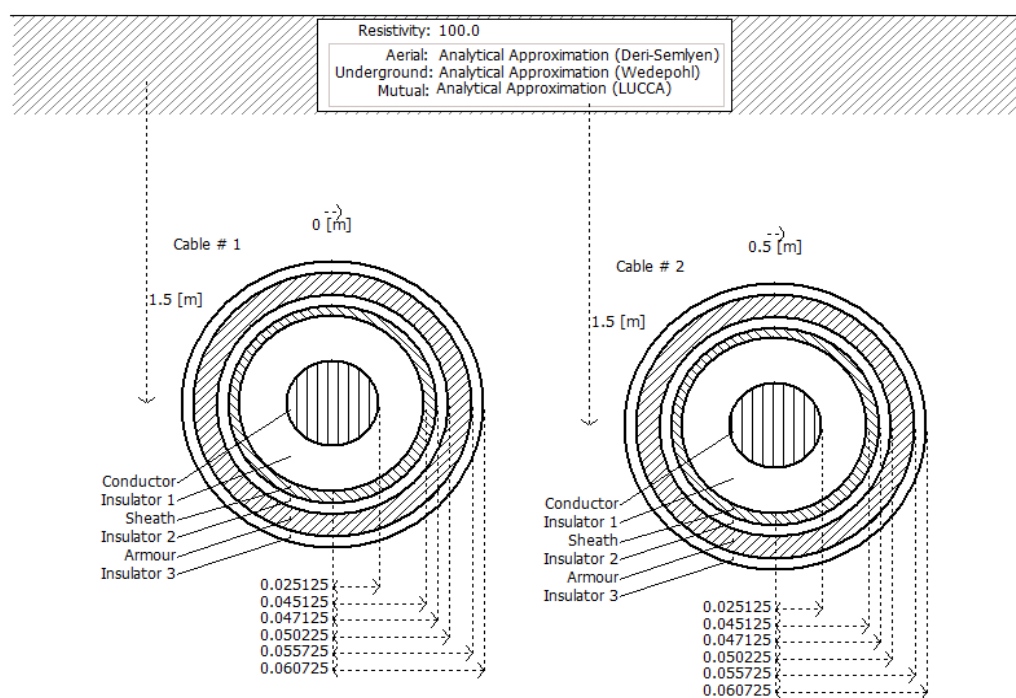 Resistivity: 100.0
Aerial: Analytical Approximation (Deri-Semlyen)
Underground: Analytical Approximation (Wedepohl)
Mutual: Analytical Approximation (LUCCA)
0 [m]
Cable # 1
1.5 [m]
Conductor
Insulator 1
Sheath
Insulator 2
Armour
Insulator 3
0.025125
0.045125
0.047125
0.050225
0.055725
0.060725
0.5 [m]
Cable # 2
1.5 [m]
Conductor
Insulator 1
Sheath
Insulator 2
Armour
Insulator 3
0.025125
0.045125
0.047125
0.050225
0.055725
0.060725